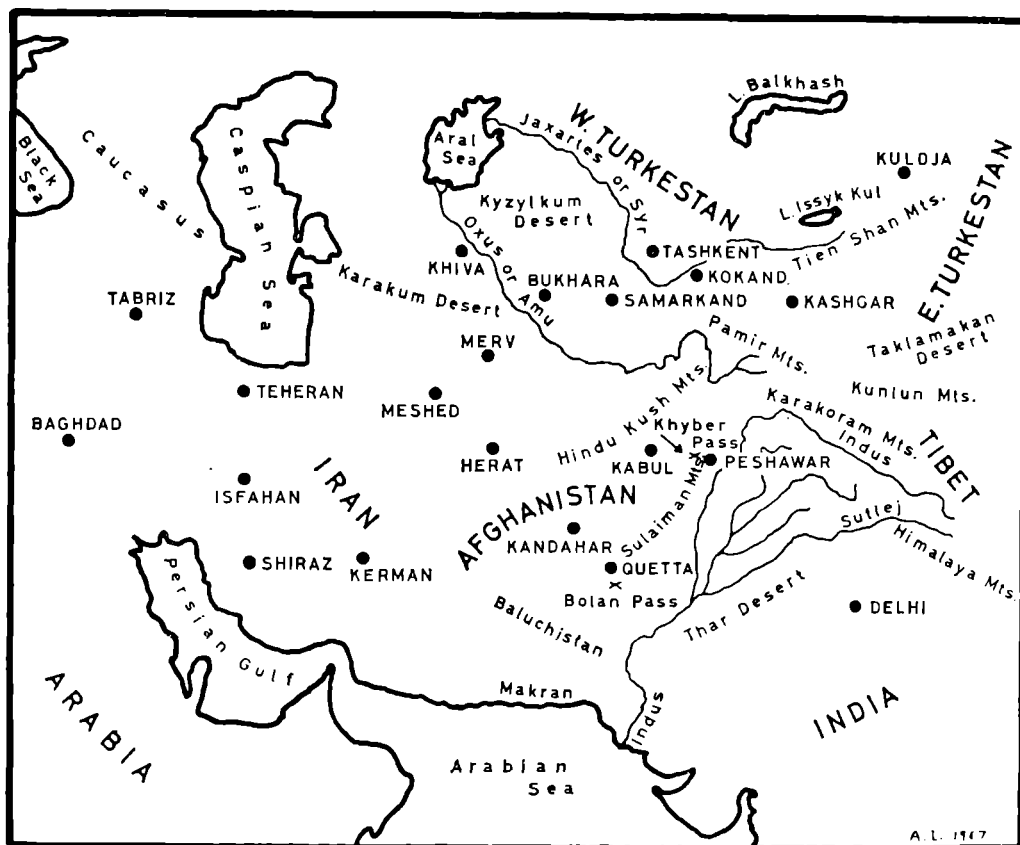 L. Balkhash
Black Sea
Caucasus
Caspian Sea
Aral Sea
Jaxartes or Syr
W. TURKESTAN
KULDJA
E. TURKESTAN
L. Issyk Kul
Tien Shan Mts.
Kyzylkum Desert
Oxus or Amu
KHIVA
TASHKENT
KOKAND
BUKHARA
SAMARKAND
KASHGAR
Karakum Desert
TABRIZ
MERV
Pamir Mts.
Taklamakan Desert
TEHERAN
MESHED
Kunlun Mts.
Hindu Kush Mts.
Karakoram Mts.
Indus
TIBET
BAGHDAD
Khyber Pass
HERAT
KABUL
PESHAWAR
ISFAHAN
IRAN
AFGHANISTAN
Sulaiman Mts.
Sutlej
Himalaya Mts.
KANDAHAR
SHIRAZ
KERMAN
QUETTA
x
x
Bolan Pass
Thar Desert
DELHI
Baluchistan
Persian Gulf
Makran
Indus
INDIA
ARABIA
Arabian Sea
A.L. 1967